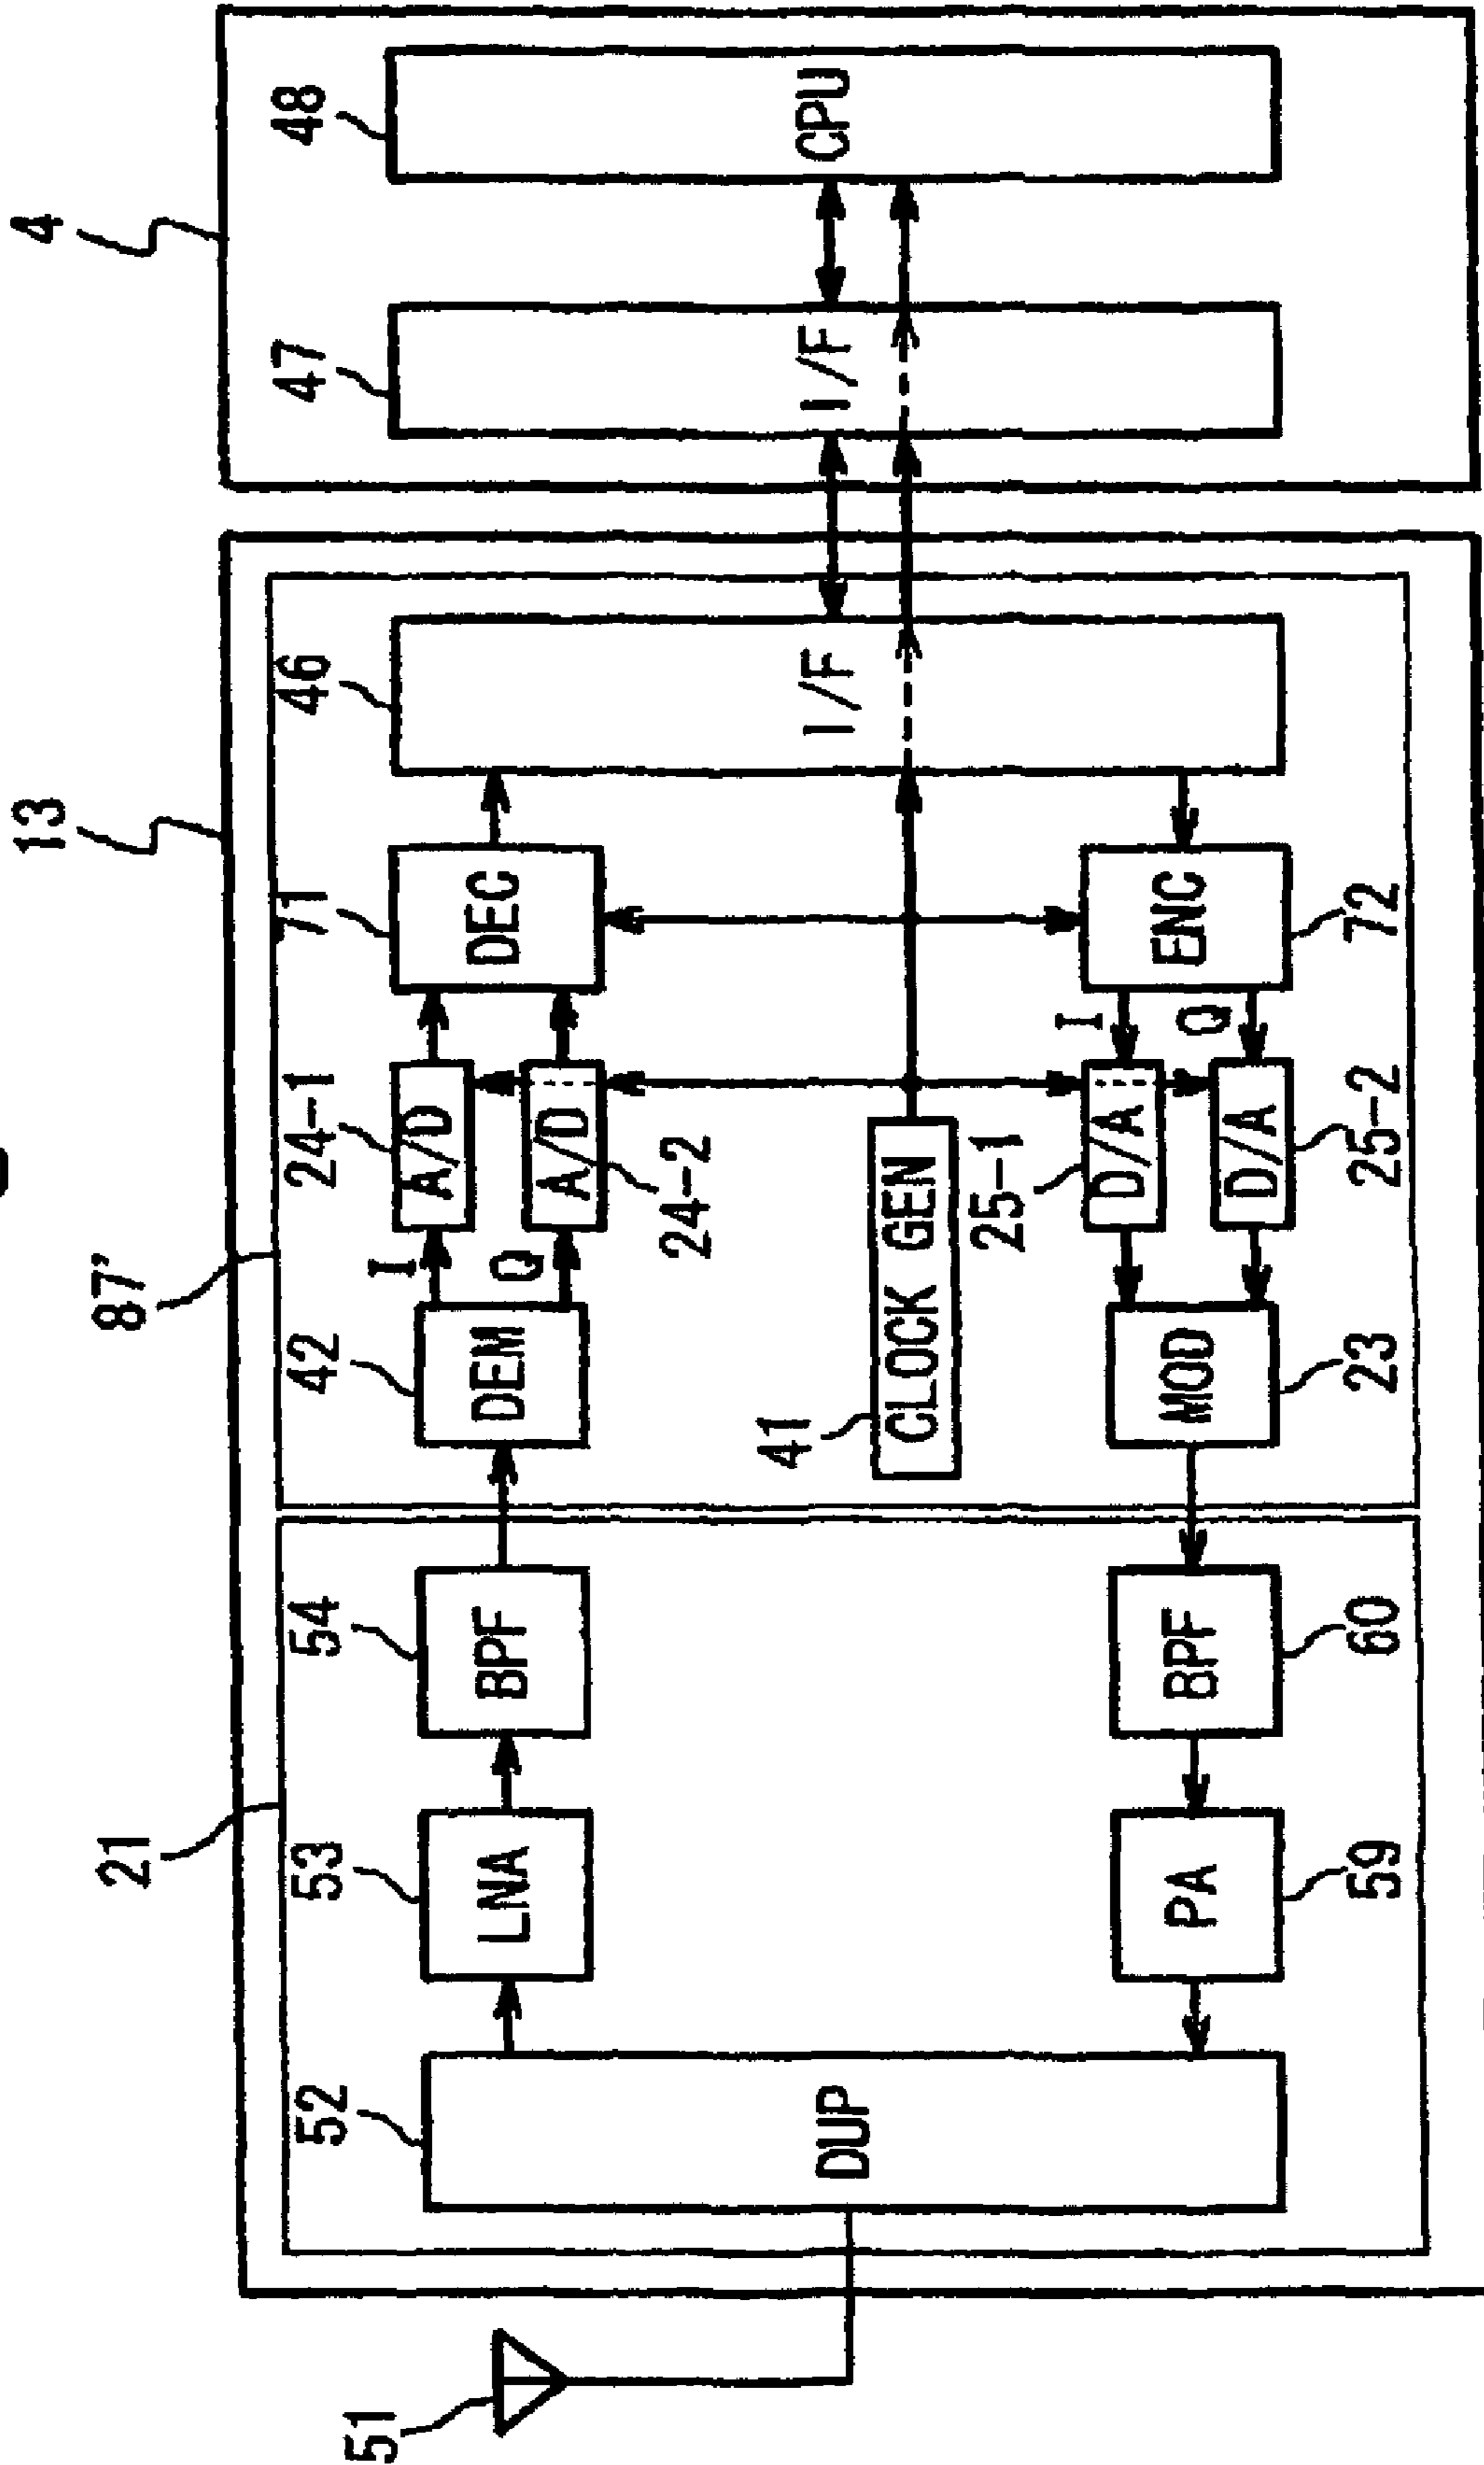 13
4
87'
21
51
52
53
54
42
24-1
71
46
47
48
DUP
LNA
BPF
DEM
I
Q
A/D
A/D
24-2
DEC
I/F
I/F
CPU
41
CLOCK GEN
25-1
I
Q
PA
BPF
MOD
D/A
D/A
ENC
59
60
23
25-2
72